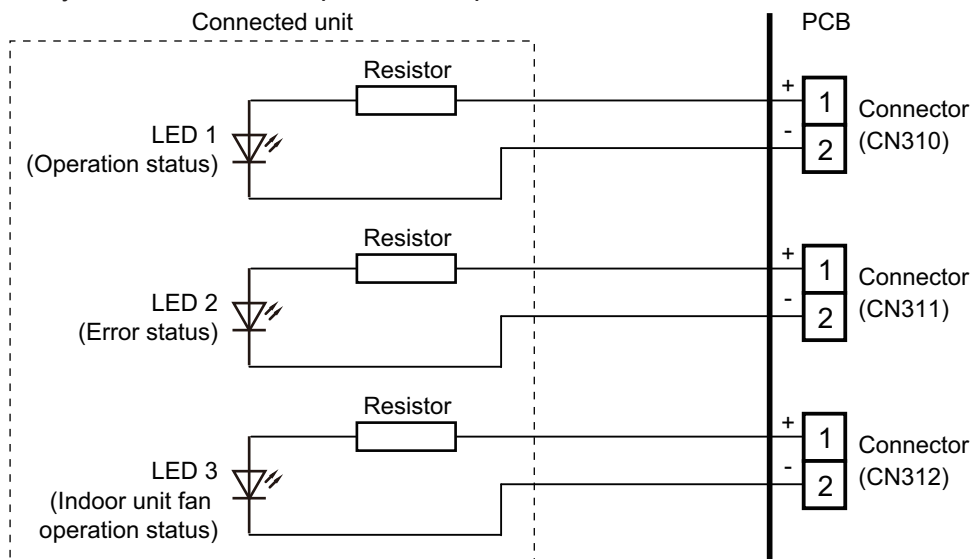 Connected unit
PCB
Resistor
LED 1
(Operation status)
+
-
1
2
Connector
(CN310)
Resistor
LED 2
(Error status)
+
-
1
2
Connector
(CN311)
Resistor
LED 3
(Indoor unit fan
operation status)
+
-
1
2
Connector
(CN312)